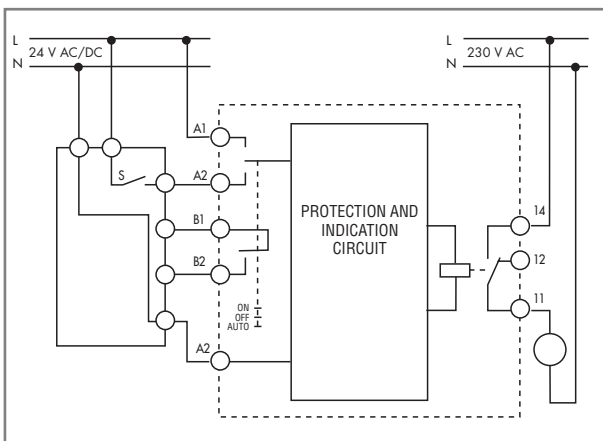 L
24 V AC/DC
N
L
230 V AC
N
A1
S
A2
B1
B2
ON
OFF
AUTO
A2
PROTECTION AND
INDICATION
CIRCUIT
14
12
11